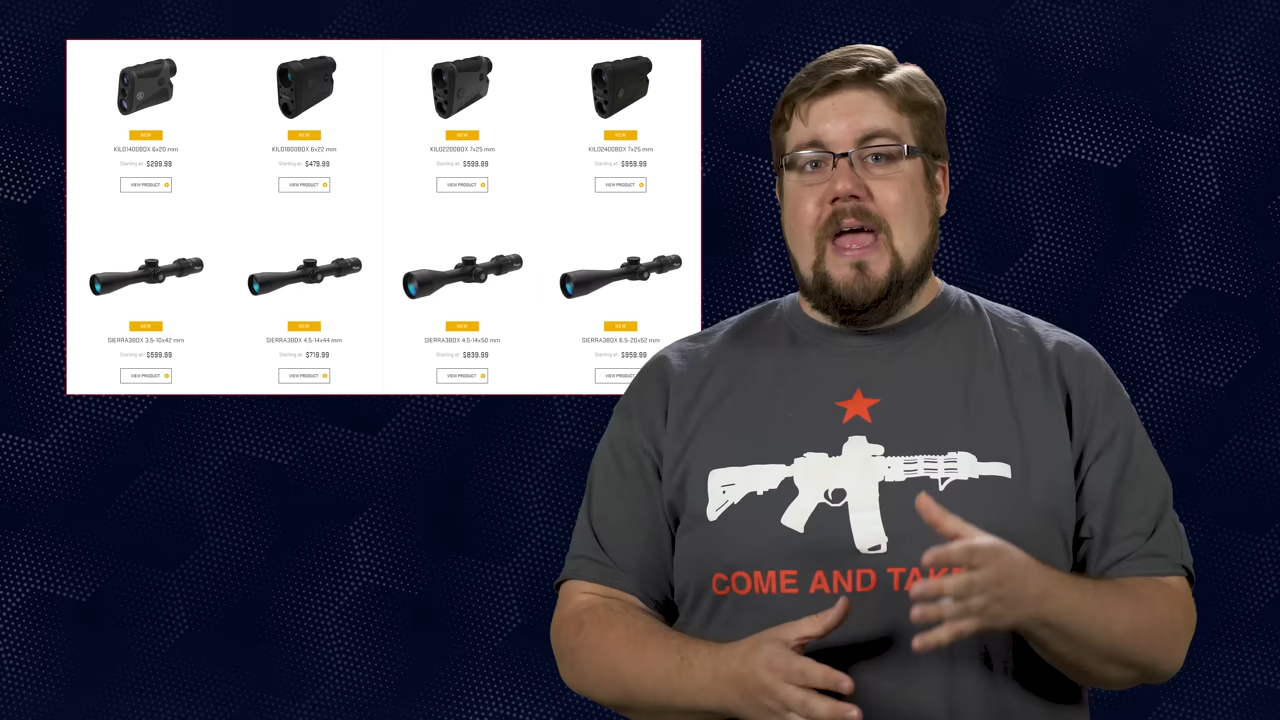 NEW
NEW
NEW
NEW
KILO1400BDX 6x20 mm
KILO1800BDX 6x22 mm
KILO2200BDX 7x25 mm
KILO2400BDX 7x25 mm
Starting at: $299.99
Starting at: $479.99
Starting at: $599.99
Starting at: $959.99
VIEW PRODUCT
VIEW PRODUCT
VIEW PRODUCT
VIEW PRODUCT
NEW
NEW
NEW
NEW
SIERRA3BDX 3.5-10x42 mm
SIERRA3BDX 4.5-14x44 mm
SIERRA3BDX 4.5-14x50 mm
SIERRA3BDX 6.5-20x52 mm
Starting at: $599.99
Starting at: $719.99
Starting at: $839.99
Starting at: $959.99
VIEW PRODUCT
VIEW PRODUCT
VIEW PRODUCT
VIEW PRODUCT
COME AND TAKE